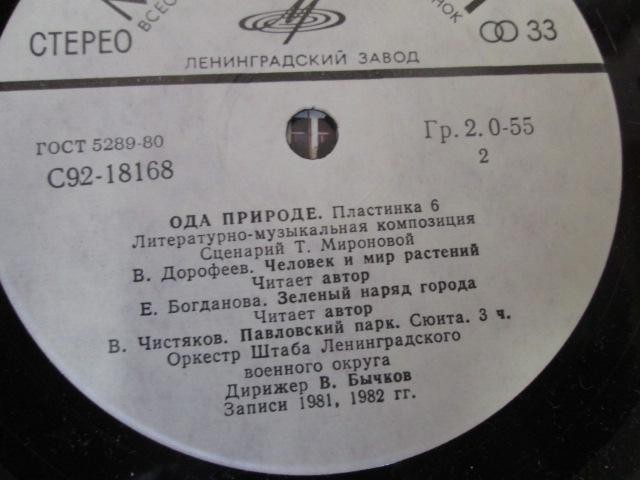 СТЕРЕО
33
ЛЕНИНГРАДСКИЙ ЗАВОД
ГОСТ 5289-80
Гр. 2. 0-55
С92-18168
2
ОДА ПРИРОДЕ. Пластинка 6
Литературно-музыкальная композиция
Сценарий Т. Мироновой
В. Дорофеев. Человек и мир растений
Читает автор
Е. Богданова. Зеленый наряд города
Читает автор
В. Чистяков. Павловский парк. Сюита. 3 ч.
Оркестр Штаба Ленинградского
военного округа
Дирижер В. Бычков
Записи 1981, 1982 гг.